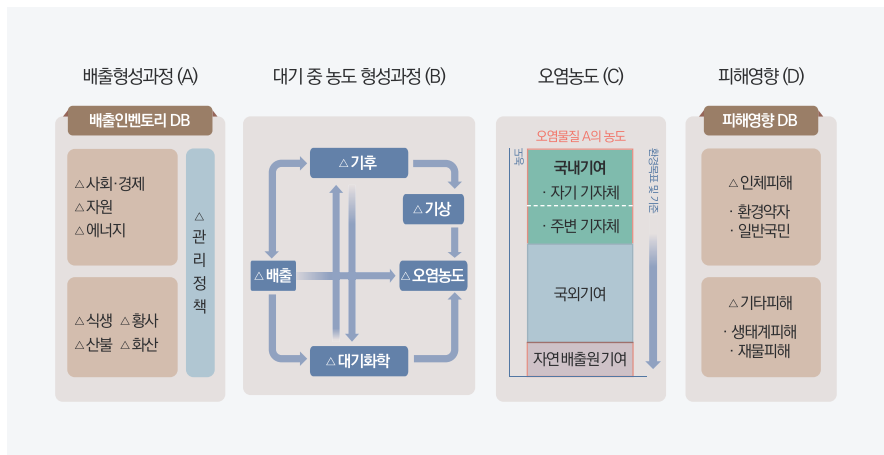 배출형성과정 (A)
배출인벤토리 DB
△ 사회·경제
△ 자원
△ 에너지
△ 식생 △ 황사
△ 산불 △ 화산
△ 관리정책
대기 중 농도 형성과정 (B)
△ 기후
△ 기상
△ 배출
△ 오염농도
△ 대기화학
오염농도 (C)
오염물질 A의 농도
농도
국내기여
· 자기 기자체
· 주변 기자체
국외기여
자연 배출원 기여
환경목표 및 기준
피해영향 (D)
피해영향 DB
△ 인체피해
· 환경약자
· 일반국민
△ 기타피해
· 생태계피해
· 재물피해